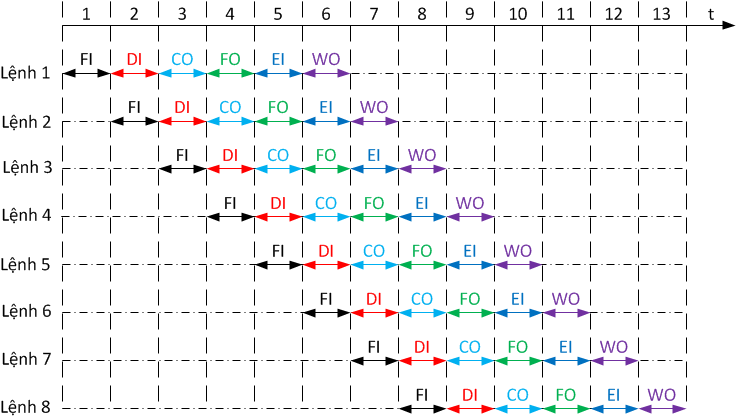 1 2 3 4 5 6 7 8 9 10 11 12 13 t
Lệnh 1 FI DI CO FO EI WO
Lệnh 2 FI DI CO FO EI WO
Lệnh 3 FI DI CO FO EI WO
Lệnh 4 FI DI CO FO EI WO
Lệnh 5 FI DI CO FO EI WO
Lệnh 6 FI DI CO FO EI WO
Lệnh 7 FI DI CO FO EI WO
Lệnh 8 FI DI CO FO EI WO